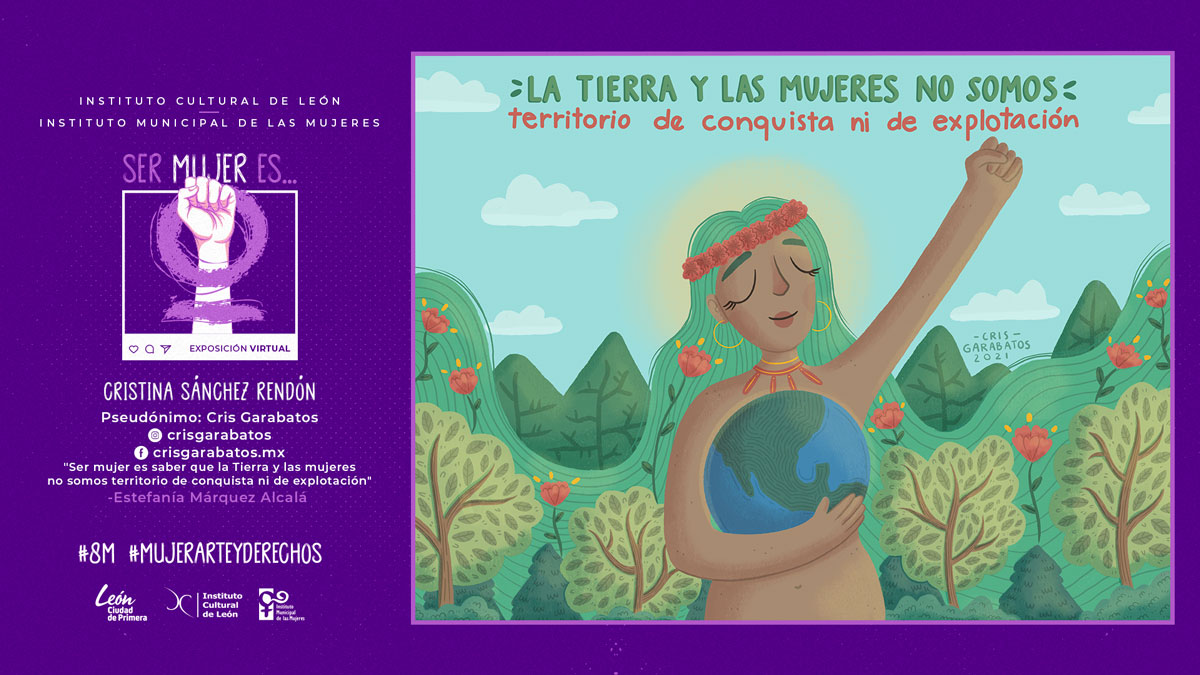 INSTITUTO CULTURAL DE LEÓN
INSTITUTO MUNICIPAL DE LAS MUJERES
SER MUJER ES...
EXPOSICIÓN VIRTUAL
CRISTINA SÁNCHEZ RENDÓN
Pseudónimo: Cris Garabatos
crisgarabatos
crisgarabatos.mx
"Ser mujer es saber que la Tierra y las mujeres
no somos territorio de conquista ni de explotación"
-Estefanía Márquez Alcalá
#8M #MUJERARTEYDERECHOS
León
Ciudad
de Primera
Instituto
Cultural
de León
Instituto
Municipal
de las Mujeres
LA TIERRA Y LAS MUJERES NO SOMOS
territorio de conquista ni de explotación
-CRIS-
GARABATOS
2021